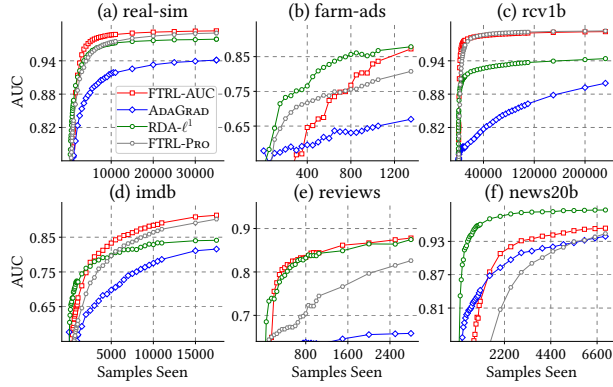 (a) real-sim
(b) farm-ads
(c) rcv1b
AUC
0.94
0.88
0.82
0.85
0.75
0.65
0.94
0.88
0.82
FTRL-AUC
ADAGRAD
RDA-ℓ¹
FTRL-PRO
10000 20000 30000
400 800 1200
40000 120000 200000
(d) imdb
(e) reviews
(f) news20b
AUC
0.85
0.75
0.65
0.9
0.8
0.7
0.93
0.87
0.81
5000 10000 15000
800 1600 2400
2200 4400 6600
Samples Seen
Samples Seen
Samples Seen